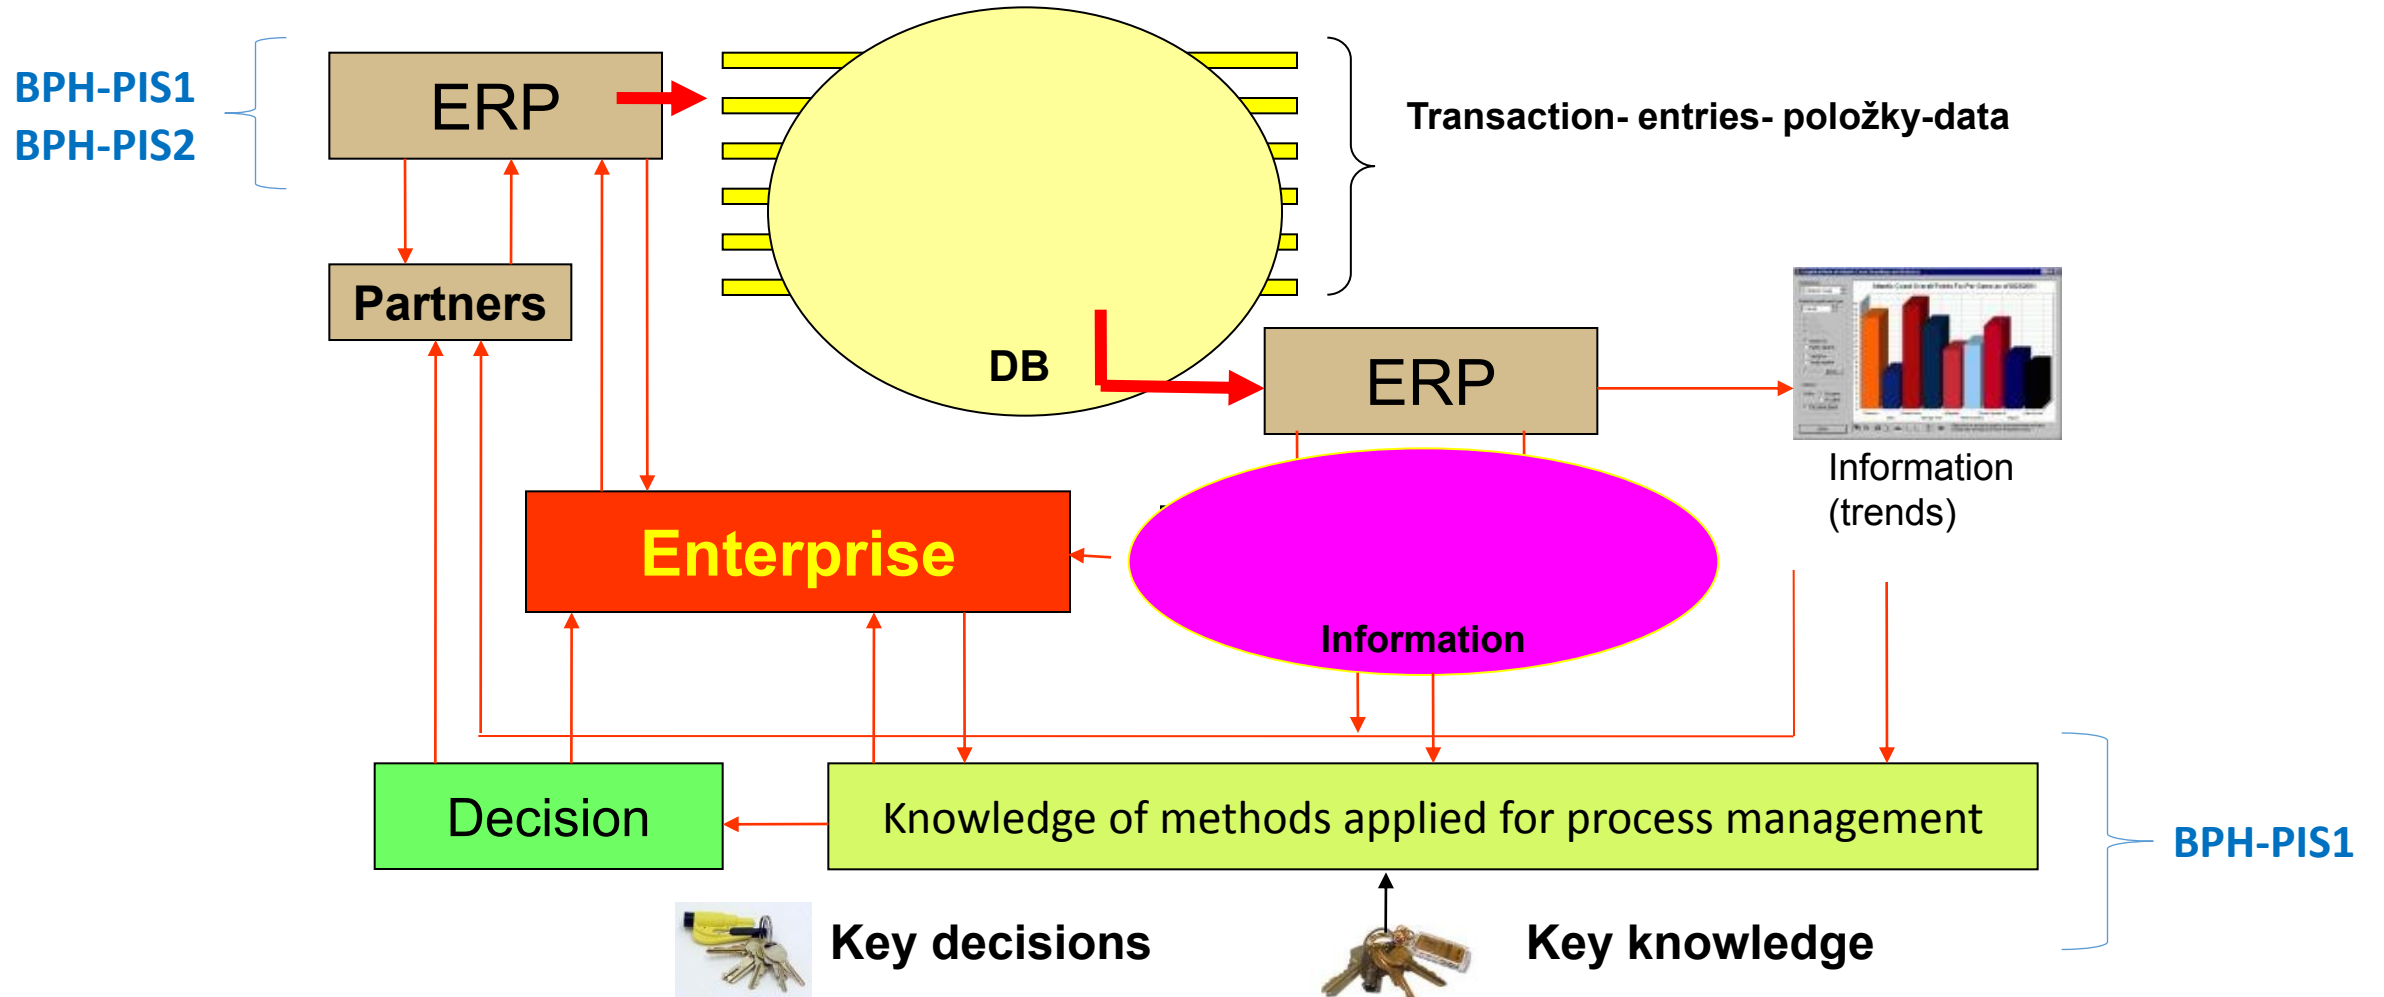 BPH-PIS1
BPH-PIS2
ERP
Transaction- entries- položky-data
Partners
DB
ERP
Information
(trends)
Enterprise
Information
Decision
Knowledge of methods applied for process management
BPH-PIS1
Key decisions
Key knowledge